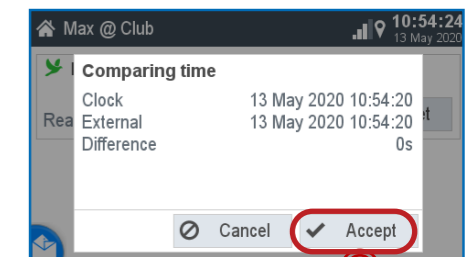 Max @ Club
10:54:24
13 May 2020
Comparing time
Clock 13 May 2020 10:54:20
Rea External 13 May 2020 10:54:20
Difference 0s
Cancel Accept